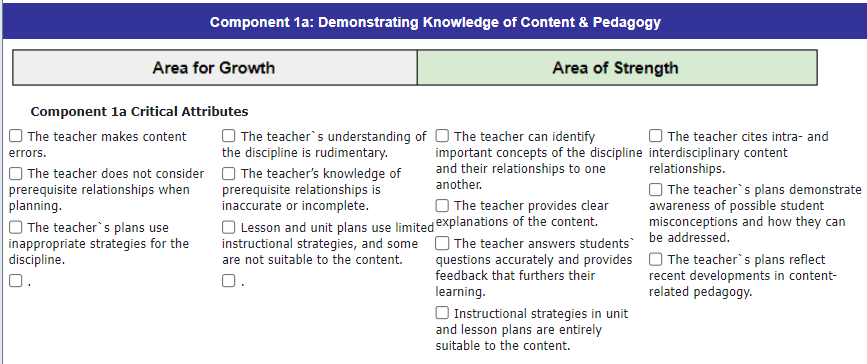 Component 1a: Demonstrating Knowledge of Content & Pedagogy
Area for Growth
Area of Strength
Component 1a Critical Attributes
The teacher makes content
errors.
The teacher does not consider
prerequisite relationships when
planning.
The teacher`s plans use
inappropriate strategies for the
discipline.
.
The teacher`s understanding of
the discipline is rudimentary.
The teacher’s knowledge of
prerequisite relationships is
inaccurate or incomplete.
Lesson and unit plans use limited
instructional strategies, and some
are not suitable to the content.
.
The teacher can identify
important concepts of the discipline
and their relationships to one
another.
The teacher provides clear
explanations of the content.
The teacher answers students`
questions accurately and provides
feedback that furthers their
learning.
Instructional strategies in unit
and lesson plans are entirely
suitable to the content.
The teacher cites intra- and
interdisciplinary content
relationships.
The teacher`s plans demonstrate
awareness of possible student
misconceptions and how they can
be addressed.
The teacher`s plans reflect
recent developments in content-
related pedagogy.